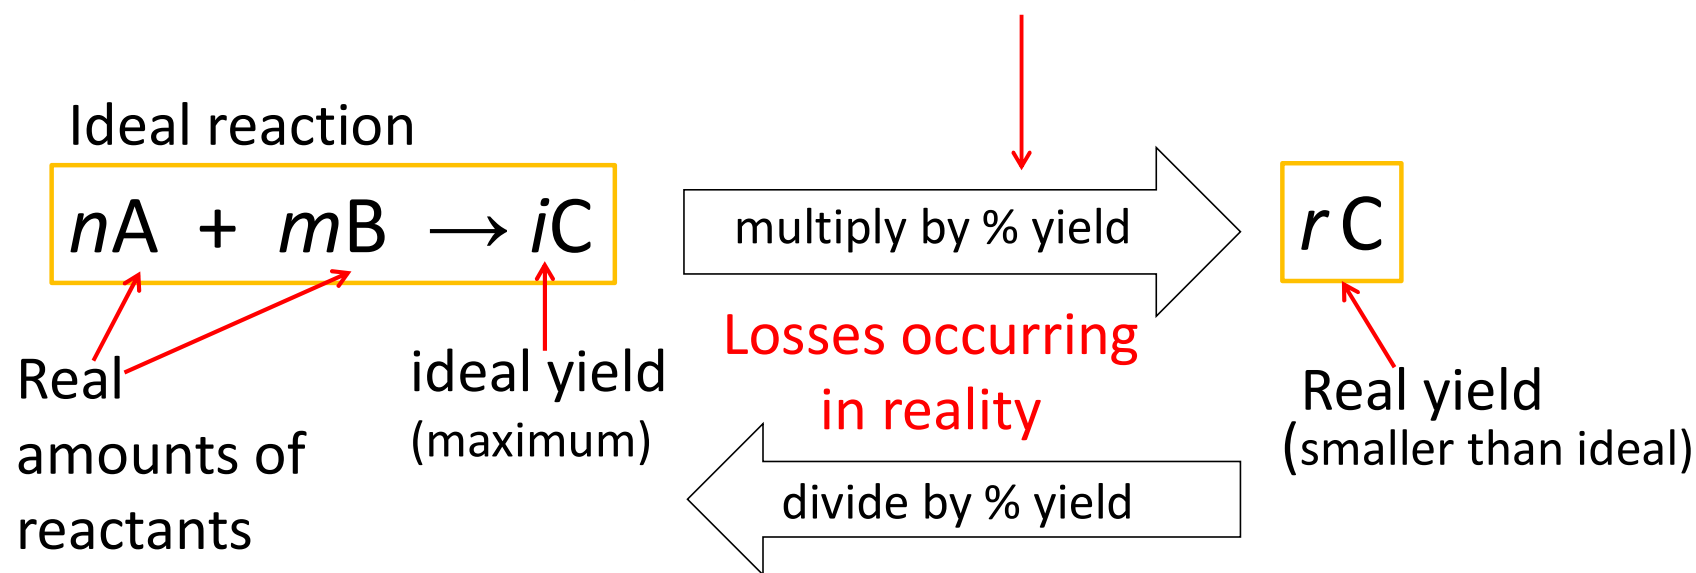 Ideal reaction
nA + mB → iC
multiply by % yield
r C
Losses occurring
in reality
Real
amounts of
reactants
ideal yield
(maximum)
Real yield
(smaller than ideal)
divide by % yield